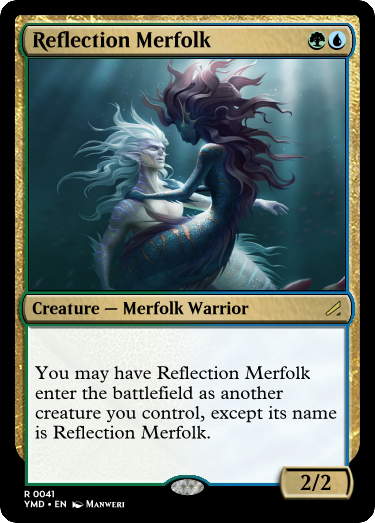 Reflection Merfolk
Creature — Merfolk Warrior
You may have Reflection Merfolk
enter the battlefield as another
creature you control, except its name
is Reflection Merfolk.
2/2
R 0041
YMD • EN Manweri